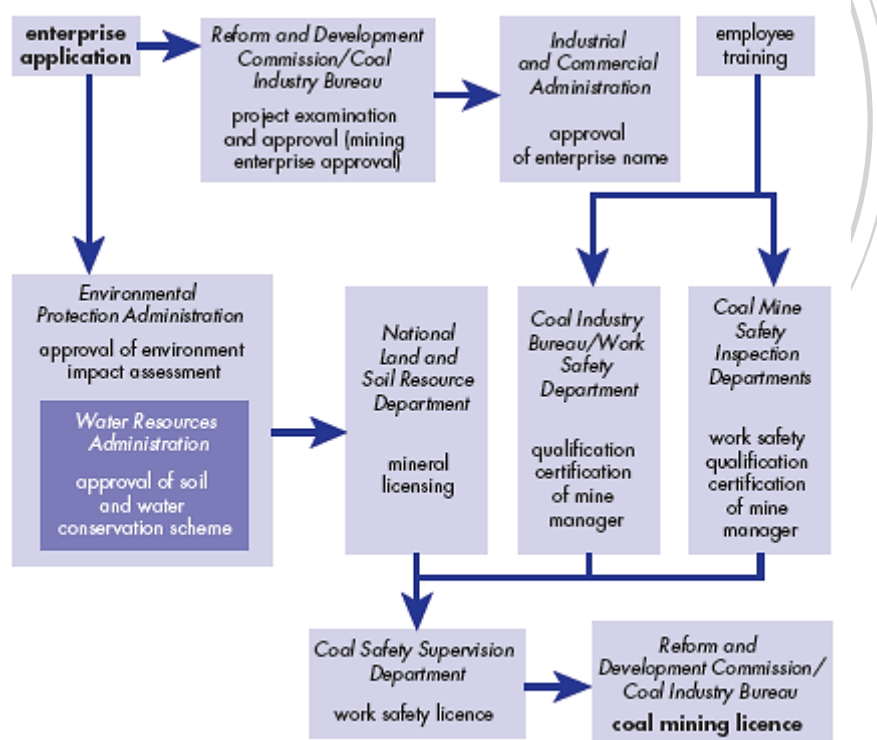 enterprise
application
Reform and Development
Commission/Coal
Industry Bureau
project examination
and approval (mining
enterprise approval)
Industrial
and Commercial
Administration
approval
of enterprise name
employee
training
Environmental
Protection Administration
approval of environment
impact assessment
Water Resources
Administration
approval of soil
and water
conservation scheme
National
Land and
Soil Resource
Department
mineral
licensing
Coal Industry
Bureau/Work
Safety
Department
qualification
certification
of mine
manager
Coal Mine
Safety
Inspection
Departments
work safety
qualification
certification
of mine
manager
Coal Safety Supervision
Department
work safety licence
Reform and
Development Commission/
Coal Industry Bureau
coal mining licence